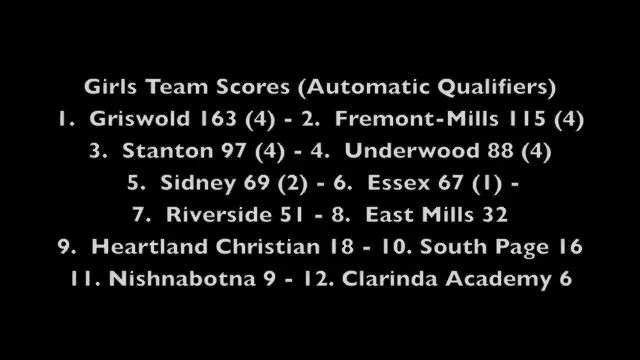 Girls Team Scores (Automatic Qualifiers)
1. Griswold 163 (4) - 2. Fremont-Mills 115 (4)
3. Stanton 97 (4) - 4. Underwood 88 (4)
5. Sidney 69 (2) - 6. Essex 67 (1) -
7. Riverside 51 - 8. East Mills 32
9. Heartland Christian 18 - 10. South Page 16
11. Nishnabotna 9 - 12. Clarinda Academy 6